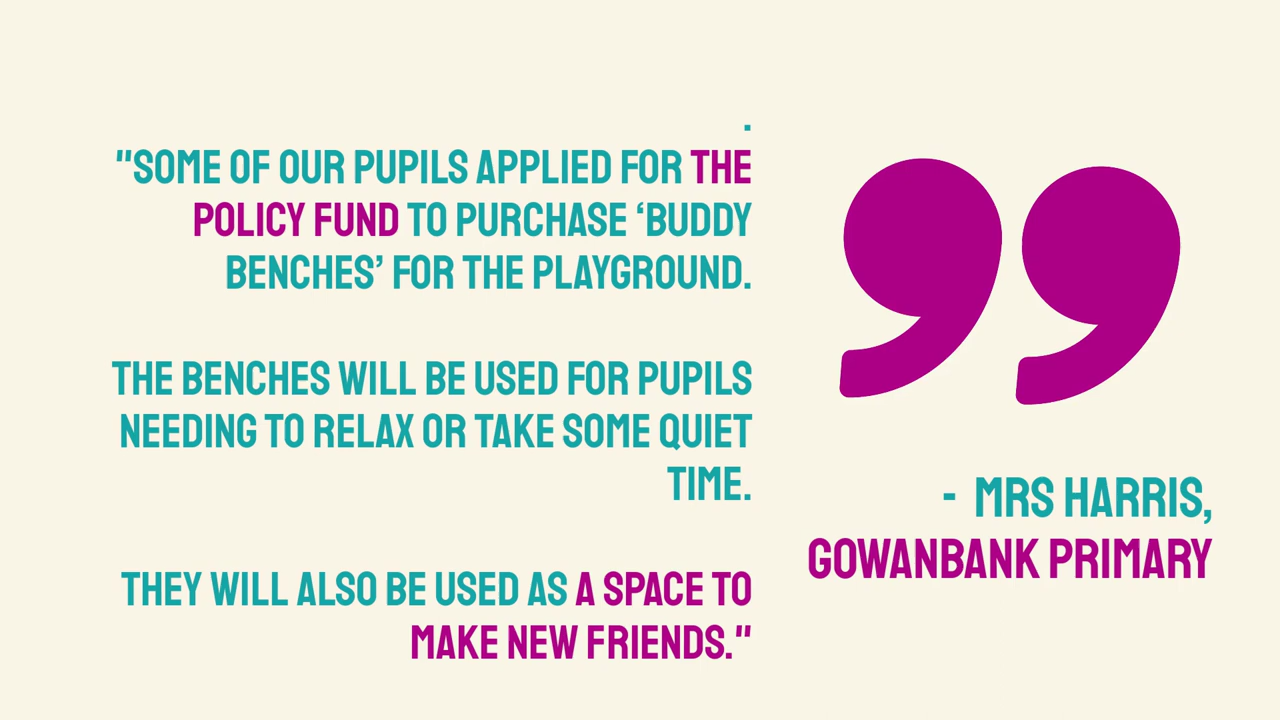 .
"SOME OF OUR PUPILS APPLIED FOR THE
POLICY FUND TO PURCHASE ‘BUDDY
BENCHES’ FOR THE PLAYGROUND.
THE BENCHES WILL BE USED FOR PUPILS
NEEDING TO RELAX OR TAKE SOME QUIET
TIME.
THEY WILL ALSO BE USED AS A SPACE TO
MAKE NEW FRIENDS."
”
- MRS HARRIS,
GOWANBANK PRIMARY